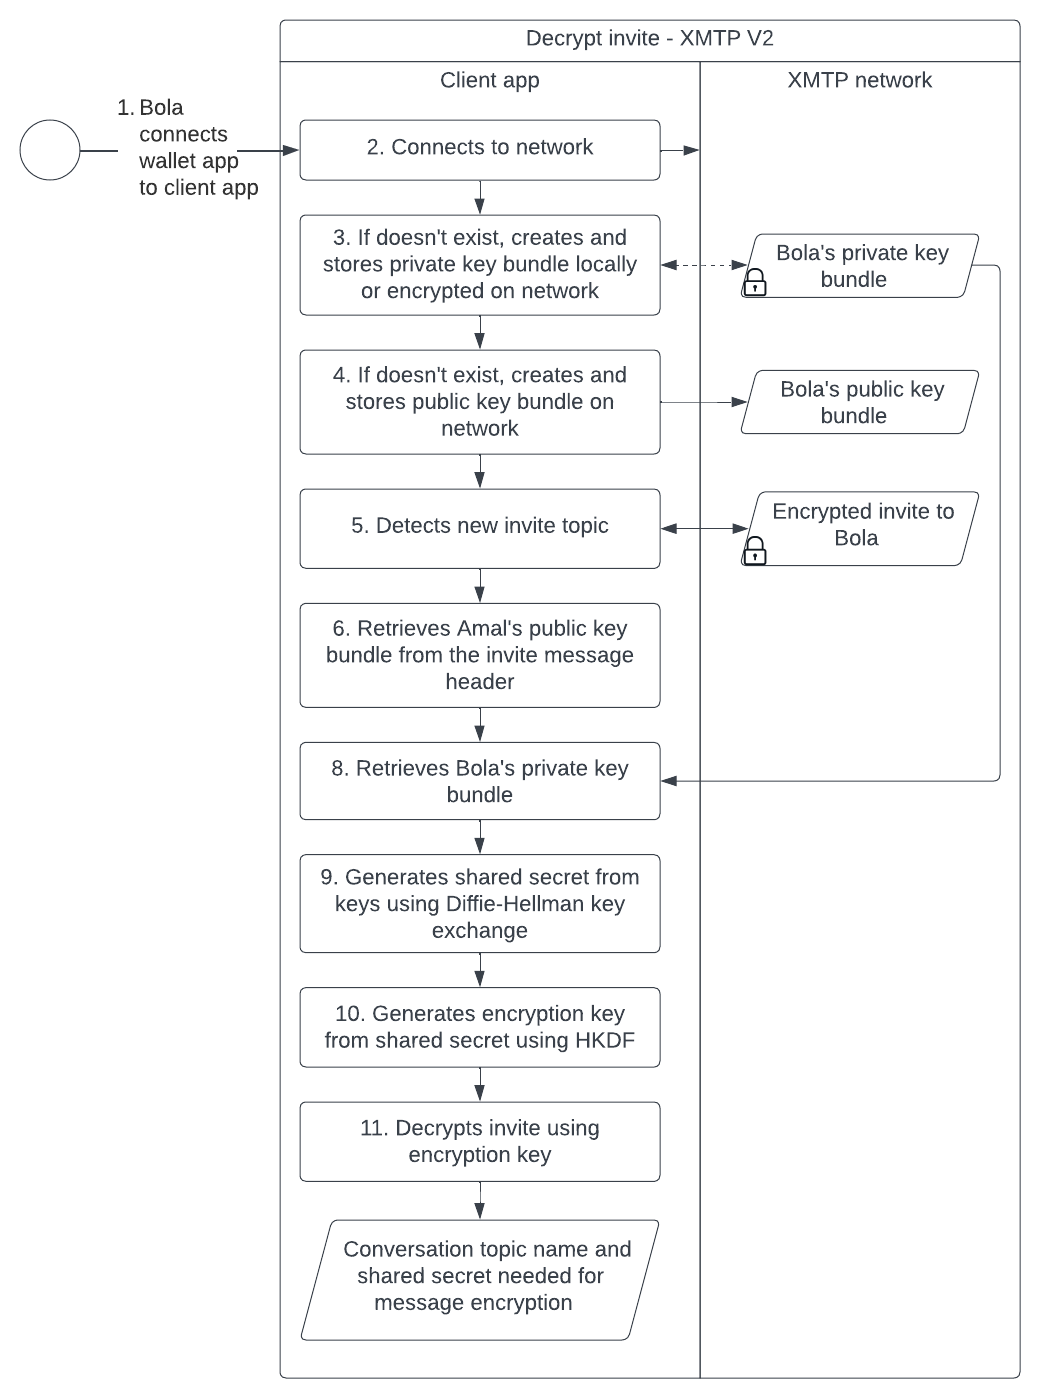 Decrypt invite - XMTP V2
Client app
XMTP network
1. Bola
connects
wallet app
to client app
2. Connects to network
3. If doesn't exist, creates and
stores private key bundle locally
or encrypted on network
Bola's private key
bundle
4. If doesn't exist, creates and
stores public key bundle on
network
Bola's public key
bundle
5. Detects new invite topic
Encrypted invite to
Bola
6. Retrieves Amal's public key
bundle from the invite message
header
8. Retrieves Bola's private key
bundle
9. Generates shared secret from
keys using Diffie-Hellman key
exchange
10. Generates encryption key
from shared secret using HKDF
11. Decrypts invite using
encryption key
Conversation topic name and
shared secret needed for
message encryption